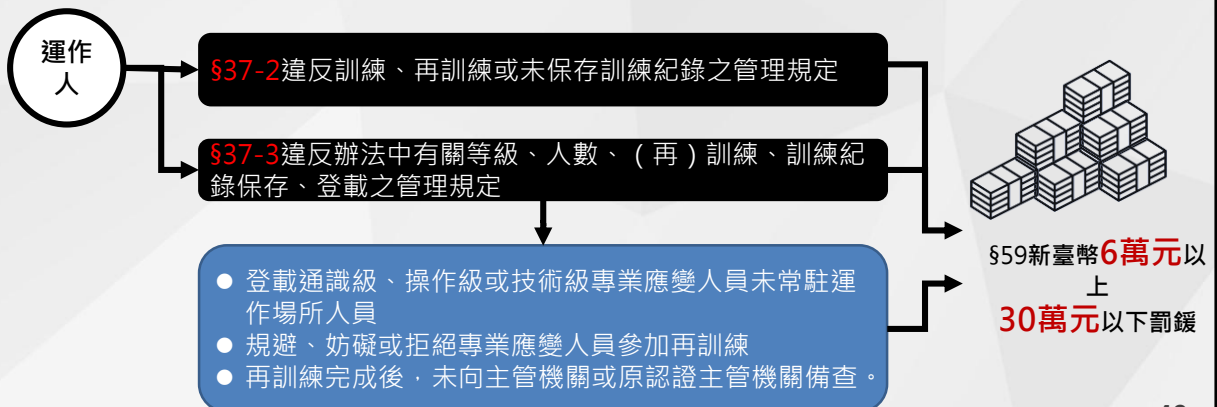 運作
人
§37-2違反訓練、再訓練或未保存訓練紀錄之管理規定
§37-3違反辦法中有關等級、人數、（再）訓練、訓練紀
錄保存、登載之管理規定
● 登載通識級、操作級或技術級專業應變人員未常駐運
作場所人員
● 規避、妨礙或拒絕專業應變人員參加再訓練
● 再訓練完成後，未向主管機關或原認證主管機關備查。
§59新臺幣6萬元以
上
30萬元以下罰鍰